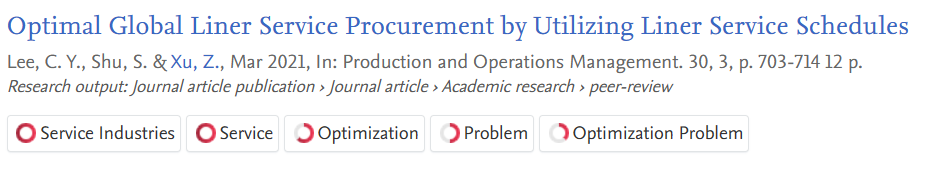 Optimal Global Liner Service Procurement by Utilizing Liner Service Schedules
Lee, C. Y., Shu, S. & Xu, Z., Mar 2021, In: Production and Operations Management. 30, 3, p. 703-714 12 p.
Research output: Journal article publication › Journal article › Academic research › peer-review
Service Industries Service Optimization Problem Optimization Problem